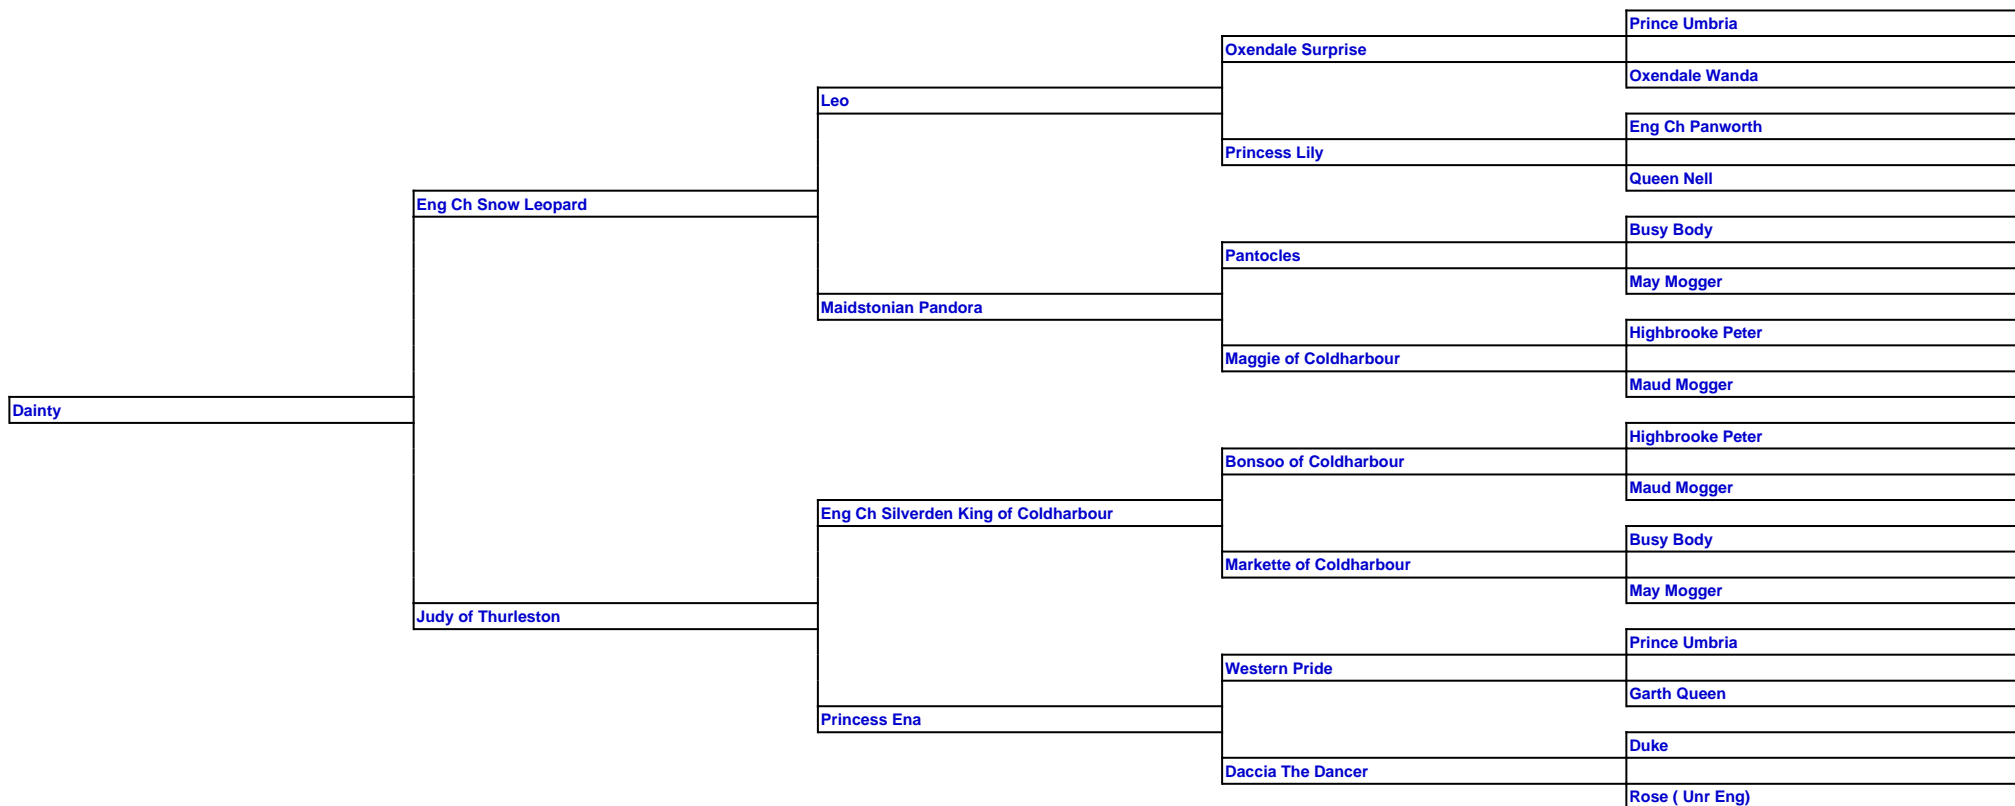 Prince Umbria
Oxendale Surprise
Oxendale Wanda
Leo
Eng Ch Panworth
Princess Lily
Queen Nell
Eng Ch Snow Leopard
Busy Body
Pantocles
May Mogger
Maidstonian Pandora
Highbrooke Peter
Maggie of Coldharbour
Maud Mogger
Dainty
Highbrooke Peter
Bonsoo of Coldharbour
Maud Mogger
Eng Ch Silverden King of Coldharbour
Busy Body
Markette of Coldharbour
May Mogger
Judy of Thurleston
Prince Umbria
Western Pride
Garth Queen
Princess Ena
Duke
Daccia The Dancer
Rose ( Unr Eng)